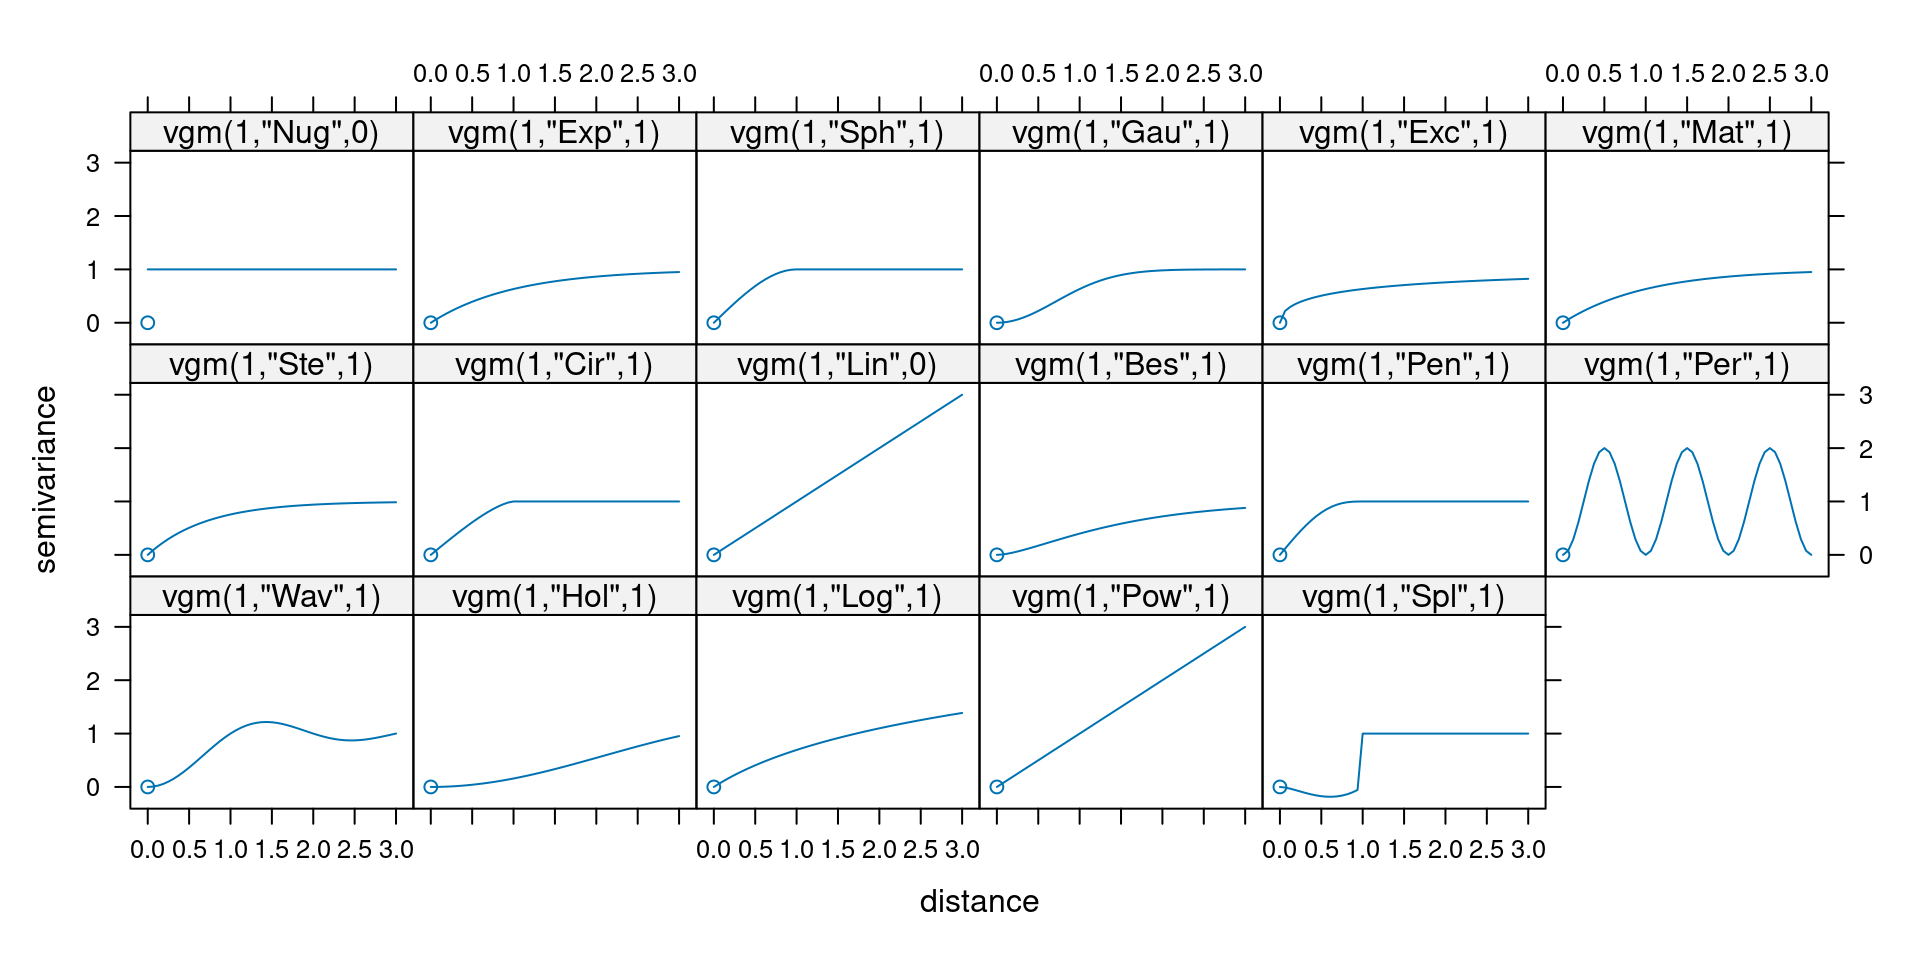 0.0 0.5 1.0 1.5 2.0 2.5 3.0 0.0 0.5 1.0 1.5 2.0 2.5 3.0 0.0 0.5 1.0 1.5 2.0 2.5 3.0
vgm(1,"Nug",0) vgm(1,"Exp",1) vgm(1,"Sph",1) vgm(1,"Gau",1) vgm(1,"Exc",1) vgm(1,"Mat",1)
3
2
1
0
vgm(1,"Ste",1) vgm(1,"Cir",1) vgm(1,"Lin",0) vgm(1,"Bes",1) vgm(1,"Pen",1) vgm(1,"Per",1)
3
2
1
0
semivariance
vgm(1,"Wav",1) vgm(1,"Hol",1) vgm(1,"Log",1) vgm(1,"Pow",1) vgm(1,"Spl",1)
3
2
1
0
0.0 0.5 1.0 1.5 2.0 2.5 3.0 0.0 0.5 1.0 1.5 2.0 2.5 3.0 0.0 0.5 1.0 1.5 2.0 2.5 3.0
distance